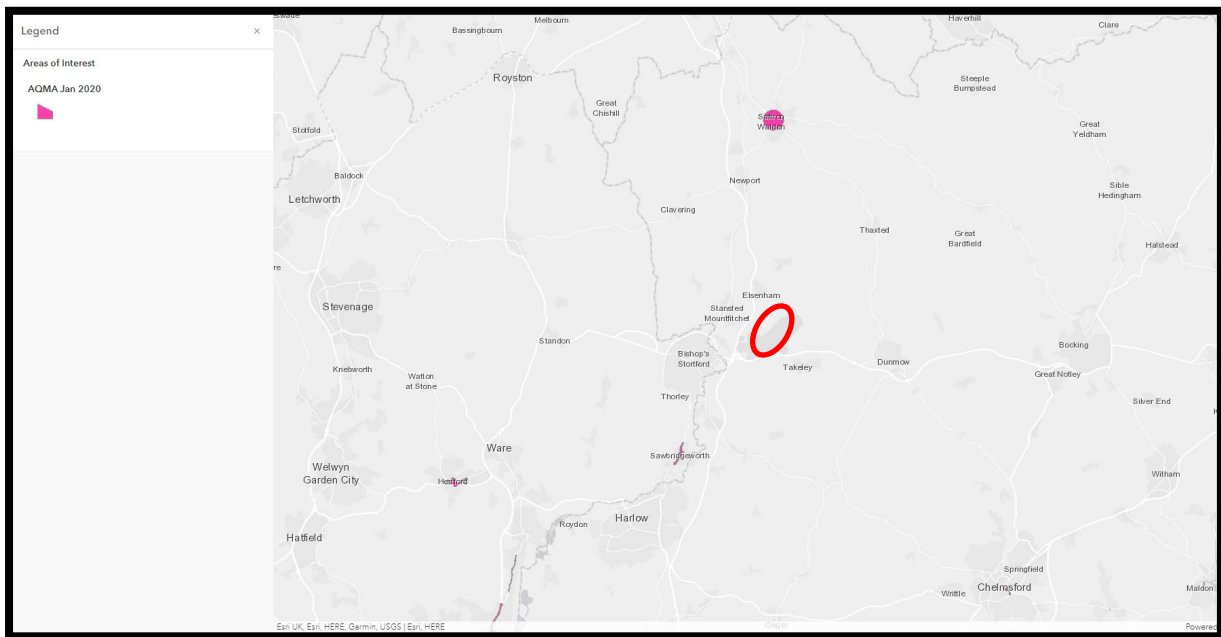 Legend
×
Areas of Interest
AQMA Jan 2020
Melbourn
Bassingbourn
Haverhill
Clare
Royston
Steeple
Bumpstead
Great
Chishill
Saffron
Walden
Great
Yeldham
Stotfold
Baldock
Newport
Sible
Hedingham
Letchworth
Clavering
Thaxted
Great
Bardfield
Halstead
re
Elsenham
Stevenage
Stansted
Mountfitchet
Standon
Bocking
Bishop's
Stortford
Dunmow
Knebworth
Takeley
Watton
at Stone
Great Notley
Thorley
Silver End
Ware
Sawbridgeworth
Welwyn
Garden City
Hertford
Witham
Harlow
Roydon
Hatfield
Springfield
Chelmsford
Writtle
Maldon
Ongar
Esri UK, Esri, HERE, Garmin, USGS | Esri, HERE
Powered